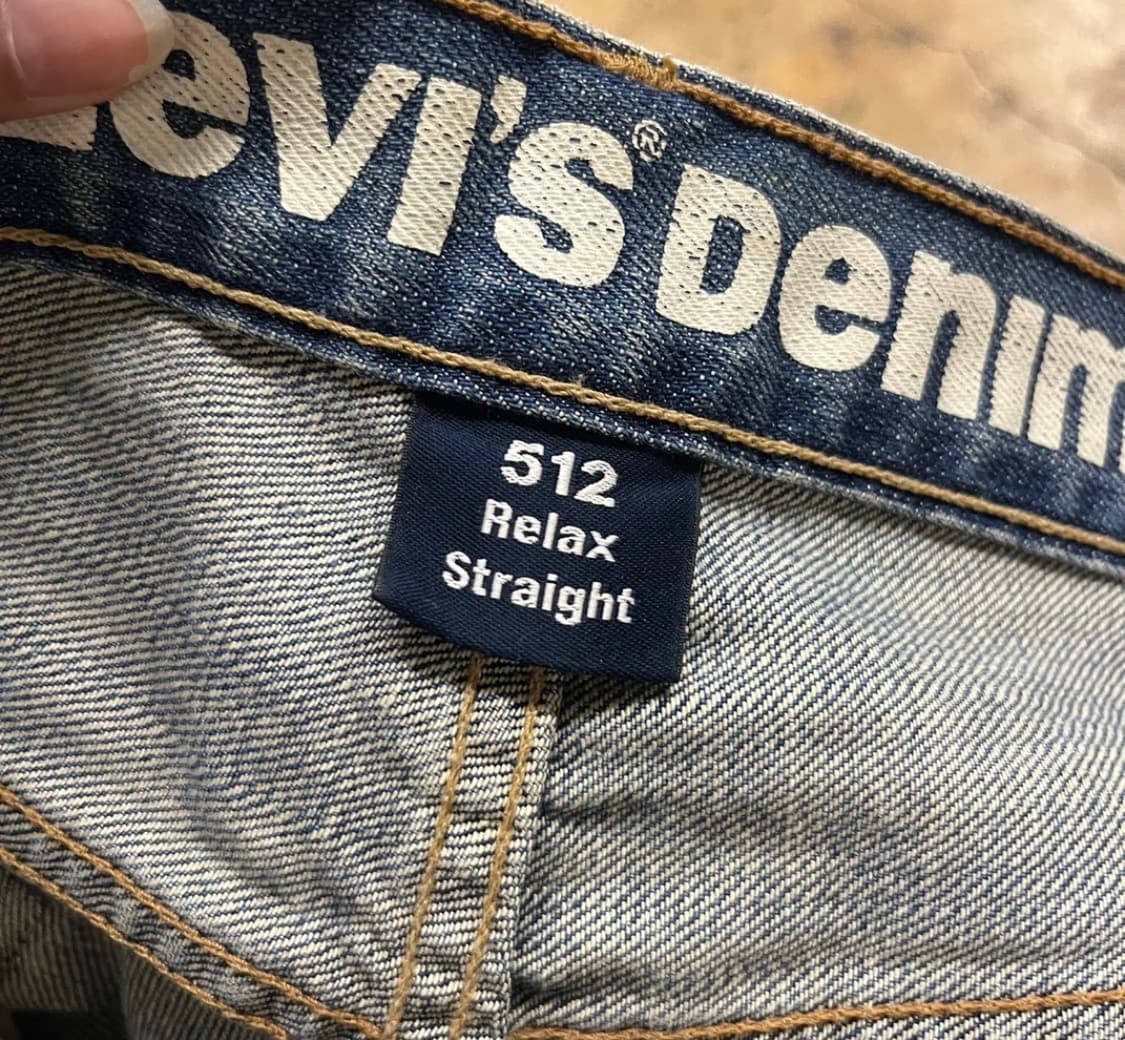 evi's® Denim
512
Relax
Straight